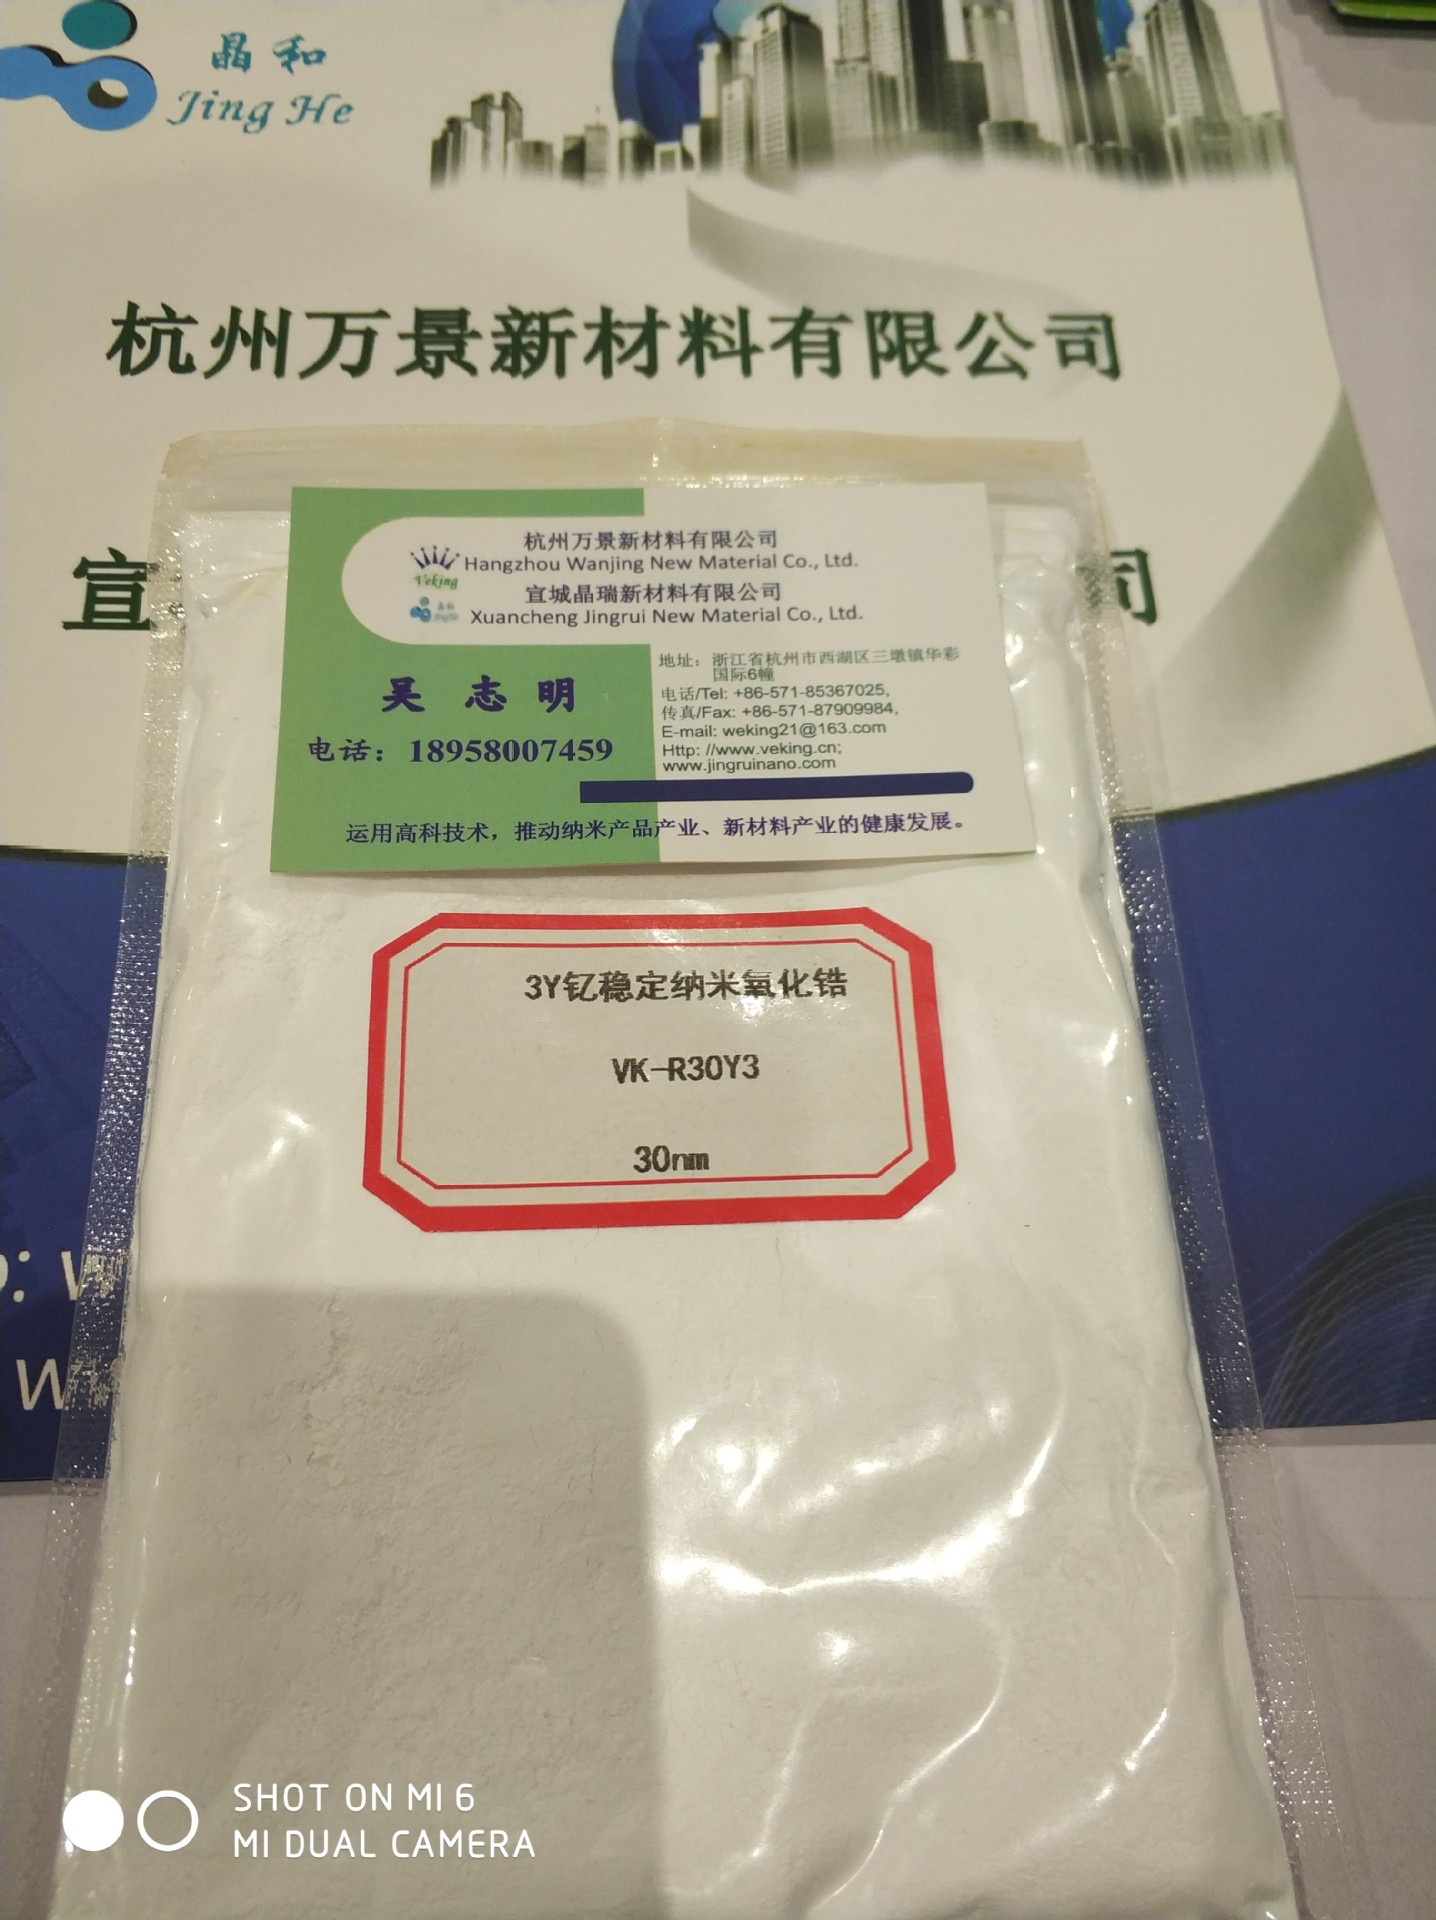 晶和
Jing He
杭州万景新材料有限公司
宣
司
杭州万景新材料有限公司
Hangzhou Wanjing New Material Co., Ltd.
Veking
宣城晶瑞新材料有限公司
Xuancheng Jingrui New Material Co., Ltd.
晶和
JingHe
吴志明
电话：18958007459
地址：浙江省杭州市西湖区三墩镇华彩
国际6幢
电话/Tel: +86-571-85367025,
传真/Fax: +86-571-87909984,
E-mail: weking21@163.com
Http: //www.veking.cn;
www.jingruinano.com
运用高科技术，推动纳米产品产业、新材料产业的健康发展。
3Y钇稳定纳米氧化锆
VK-R30Y3
30nm
SHOT ON MI 6
MI DUAL CAMERA